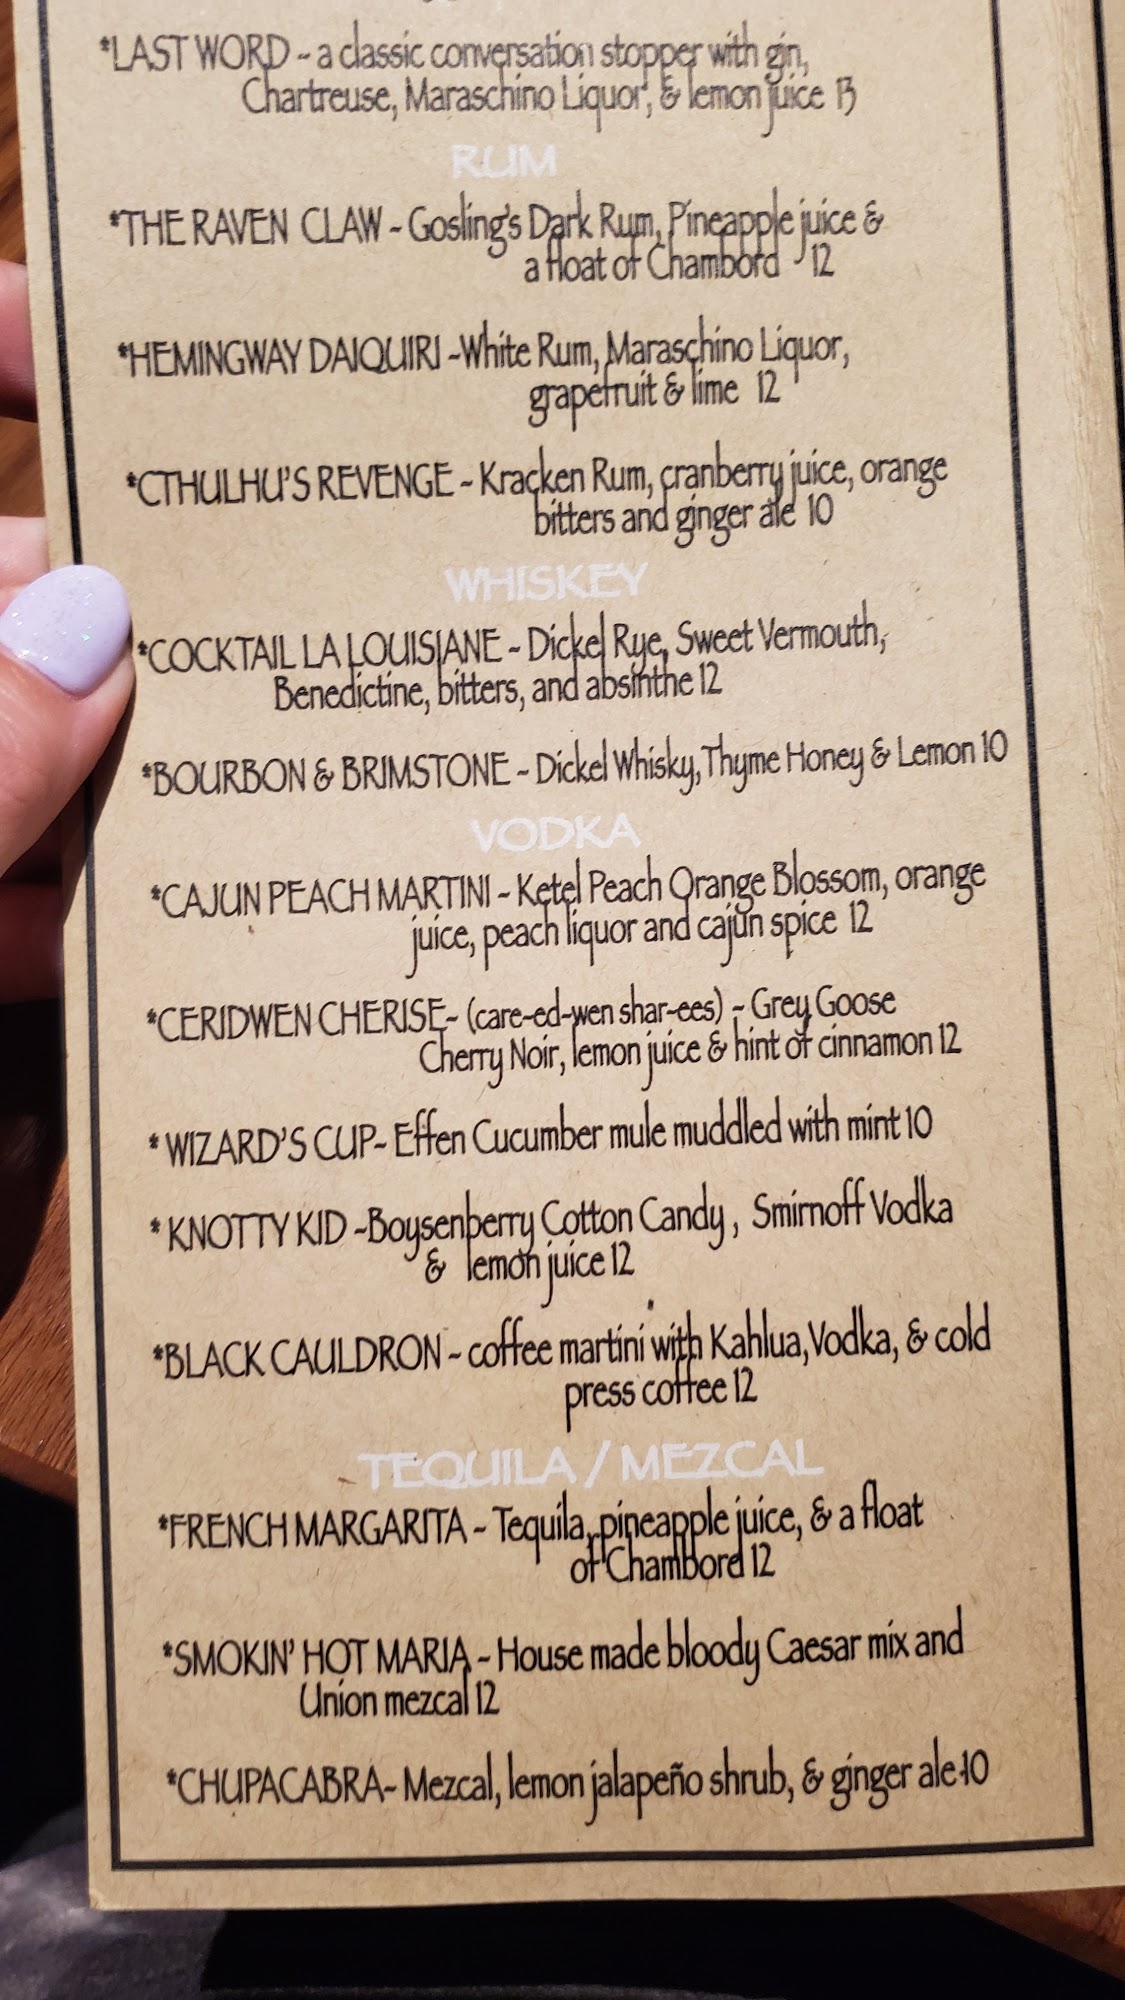 *LAST WORD - a classic conversation stopper with gin,
Chartreuse, Maraschino Liquor, & lemon juice 13
RUM
*THE RAVEN CLAW - Gosling's Dark Rum, Pineapple juice &
a float of Chambord 12
*HEMINGWAY DAIQUIRI -White Rum, Maraschino Liquor,
grapefruit & lime 12
*CTHULHU'S REVENGE - Kracken Rum, cranberry juice, orange
bitters and ginger ale 10
WHISKEY
*COCKTAIL LA LOUISIANE - Dickel Rye, Sweet Vermouth,
Benedictine, bitters, and absinthe 12
*BOURBON & BRIMSTONE - Dickel Whisky, Thyme Honey & Lemon 10
VODKA
*CAJUN PEACH MARTINI - Ketel Peach Orange Blossom, orange
juice, peach liquor and cajun spice 12
*CERIDWEN CHERISE- (care-ed-wen shar-ees) - Grey Goose
Cherry Noir, lemon juice & hint of cinnamon 12
* WIZARD'S CUP- Effen Cucumber mule muddled with mint 10
* KNOTTY KID -Boysenberry Cotton Candy , Smirnoff Vodka
& lemon juice 12
*BLACK CAULDRON - coffee martini with Kahlua, Vodka, & cold
press coffee 12
TEQUILA / MEZCAL
*FRENCH MARGARITA - Tequila, pineapple juice, & a float
of Chambord 12
*SMOKIN' HOT MARIA - House made bloody Caesar mix and
Union mezcal 12
*CHUPACABRA- Mezcal, lemon jalapeño shrub, & ginger ale-10